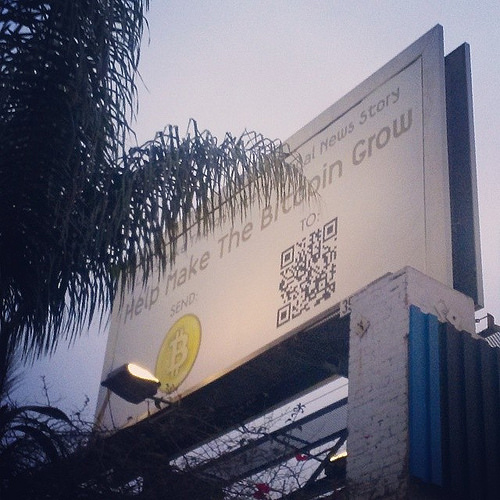 News Story
Help Make The Bitcoin Grow
SEND:
TO:
₿